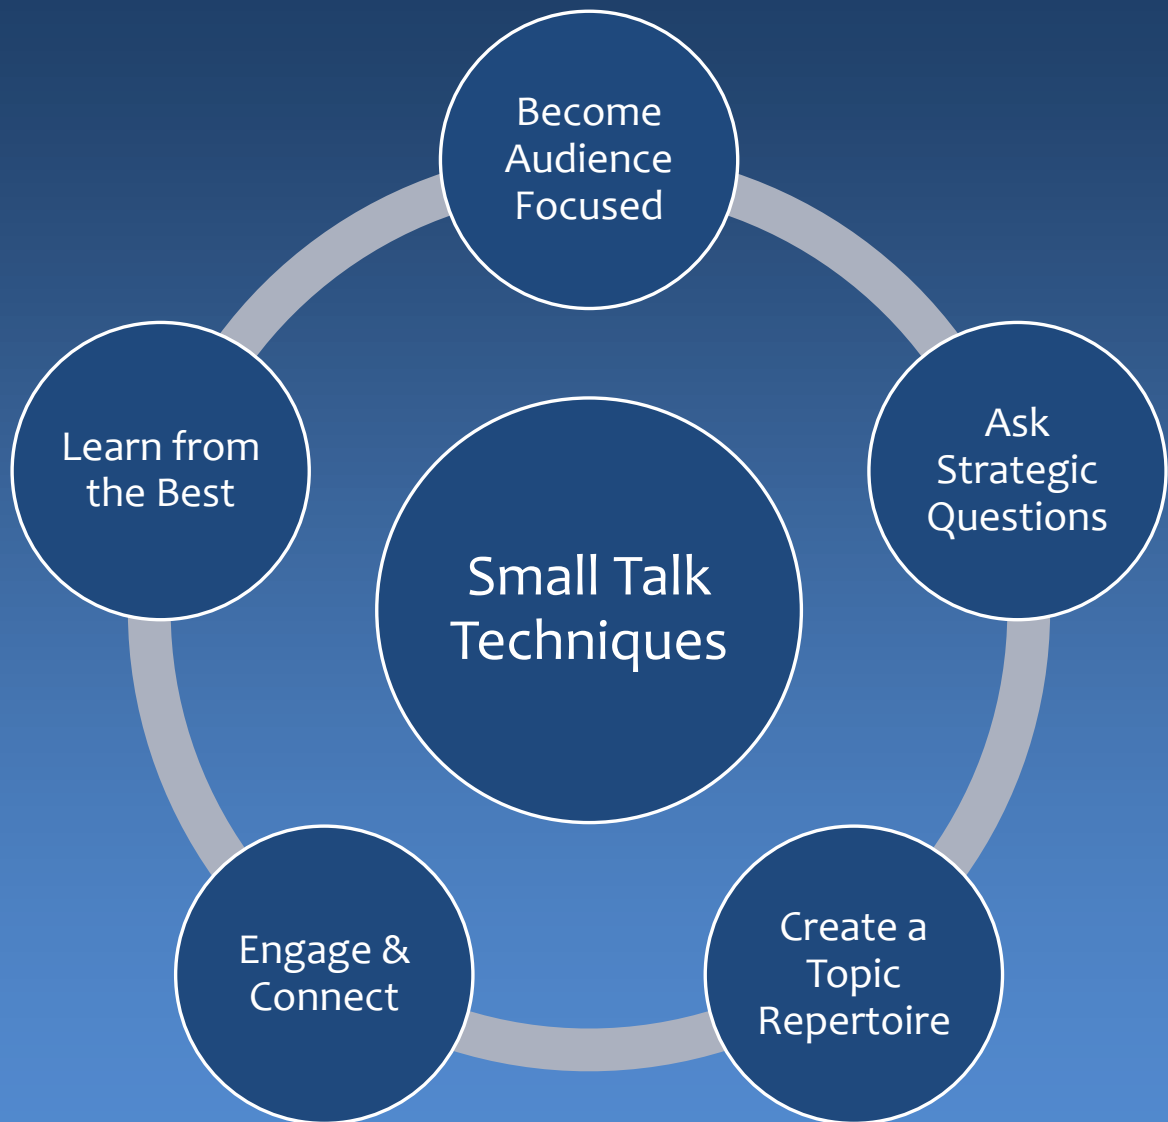 Become
Audience
Focused
Ask
Strategic
Questions
Learn from
the Best
Small Talk
Techniques
Engage &
Connect
Create a
Topic
Repertoire